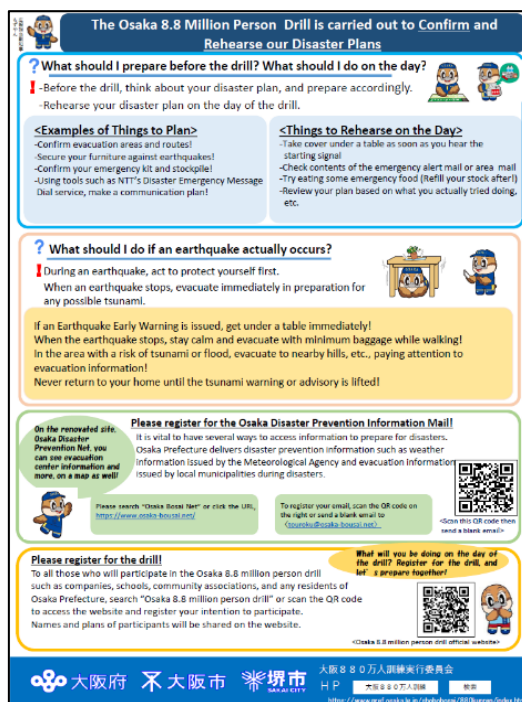 The Osaka 8.8 Million Person Drill is carried out to Confirm and
Rehearse our Disaster Plans
? What should I prepare before the drill? What should I do on the day?
! -Before the drill, think about your disaster plan, and prepare accordingly.
-Rehearse your disaster plan on the day of the drill.
<Examples of Things to Plan>
-Confirm evacuation areas and routes!
-Secure your furniture against earthquakes!
-Confirm your emergency kit and stockpile!
-Using tools such as NTT's Disaster Emergency Message
Dial service, make a communication plan!
<Things to Rehearse on the Day>
-Take cover under a table as soon as you hear the
starting signal
-Check contents of the emergency alert mail or area mail
-Try eating some emergency food (Refill your stock after!)
-Review your plan based on what you actually tried doing,
etc.
? What should I do if an earthquake actually occurs?
! During an earthquake, act to protect yourself first.
When an earthquake stops, evacuate immediately in preparation for
any possible tsunami.
If an Earthquake Early Warning is issued, get under a table immediately!
When the earthquake stops, stay calm and evacuate with minimum baggage while walking!
In the area with a risk of tsunami or flood, evacuate to nearby hills, etc., paying attention to
evacuation information!
Never return to your home until the tsunami warning or advisory is lifted!
On the renovated site,
Osaka Disaster
Prevention Net, you
can see evacuation
center information and
more, on a map as well!
Please register for the Osaka Disaster Prevention Information Mail!
It is vital to have several ways to access information to prepare for disasters.
Osaka Prefecture delivers disaster prevention information such as weather
information issued by the Meteorological Agency and evacuation information
issued by local municipalities during disasters.
Please search "Osaka Bosai Net" or click the URL,
https://www.osaka-bousai.net/
To register your email, scan the QR code
on the right or send a blank email to
<touroku@osaka-bousai.net>
<Scan this QR code then
send a blank email>
Please register for the drill!
To all those who will participate in the Osaka 8.8 million person drill
such as companies, schools, community associations, and any residents of
Osaka Prefecture, search "Osaka 8.8 million person drill" or scan the QR code
to access the website and register your intention to participate.
Names and plans of participants will be shared on the website.
What will you be doing on the day of
the drill? Register for the drill, and
let's prepare together!
<Osaka 8.8 million person drill official website>
大阪府 大阪市 堺市
SAKAI CITY
大阪８８０万人訓練実行委員会
ＨＰ 大阪８８０万人訓練 検索